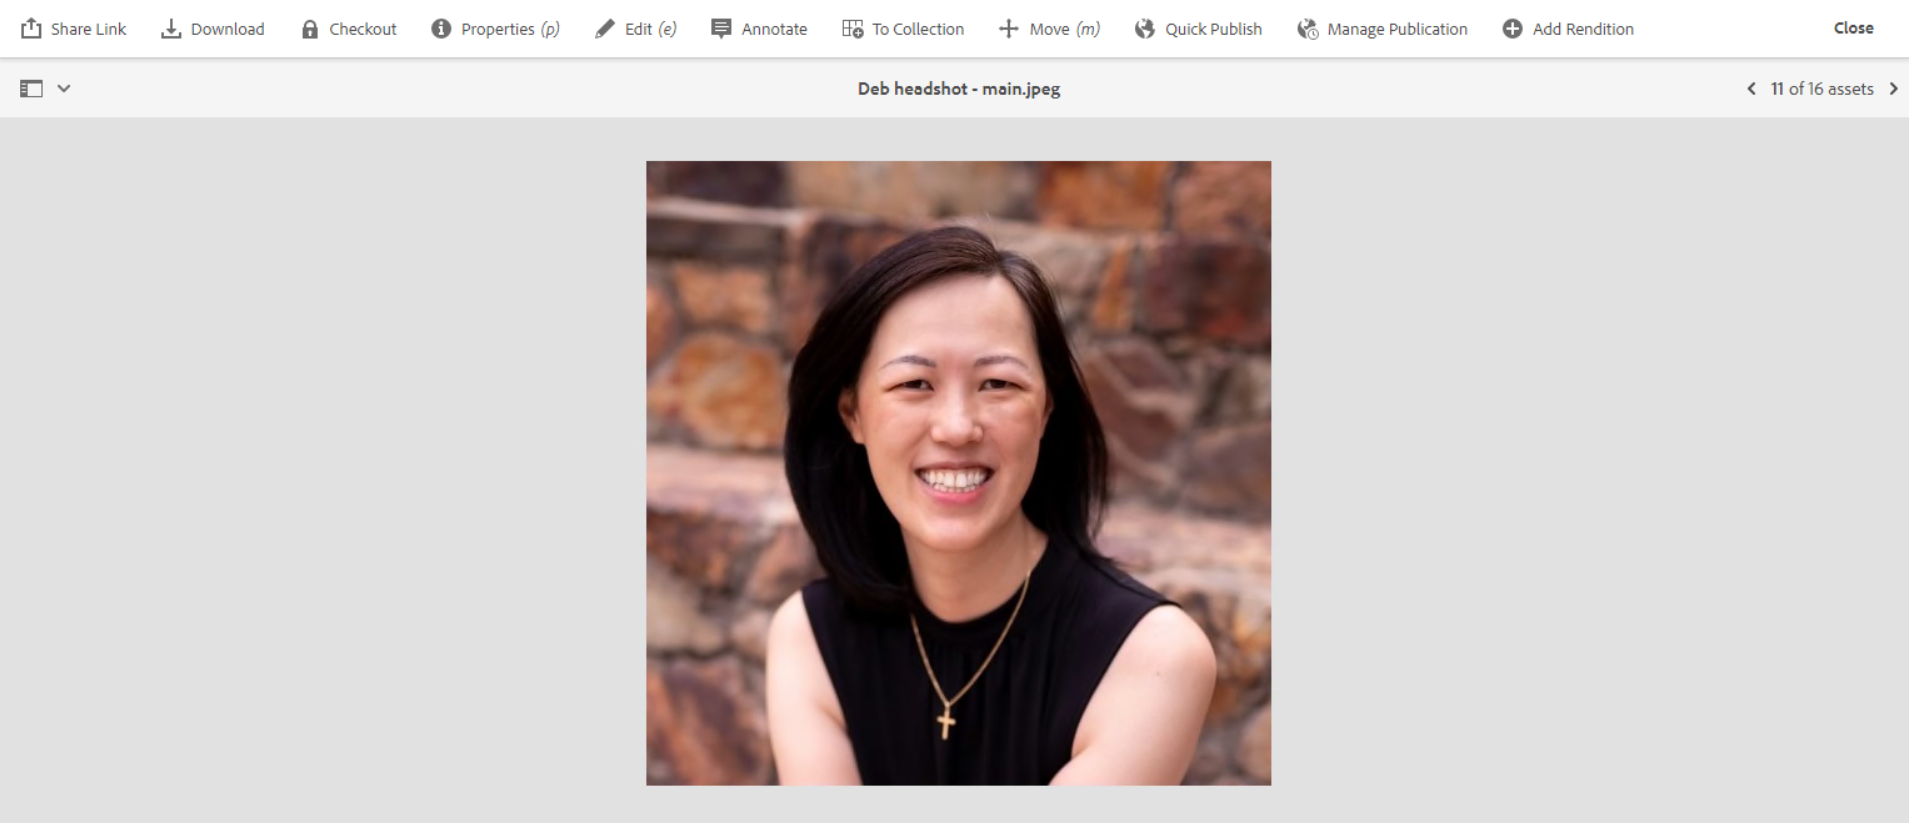 Share Link Download Checkout Properties (p) Edit (e) Annotate To Collection Move (m) Quick Publish Manage Publication Add Rendition Close
Deb headshot - main.jpeg 11 of 16 assets